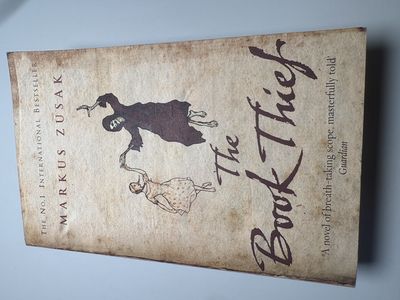 THE NO.1 INTERNATIONAL BESTSELLER
MARKUS ZUSAK
The
Book Thief
'A novel of breath-taking scope, masterfully told'
Guardian